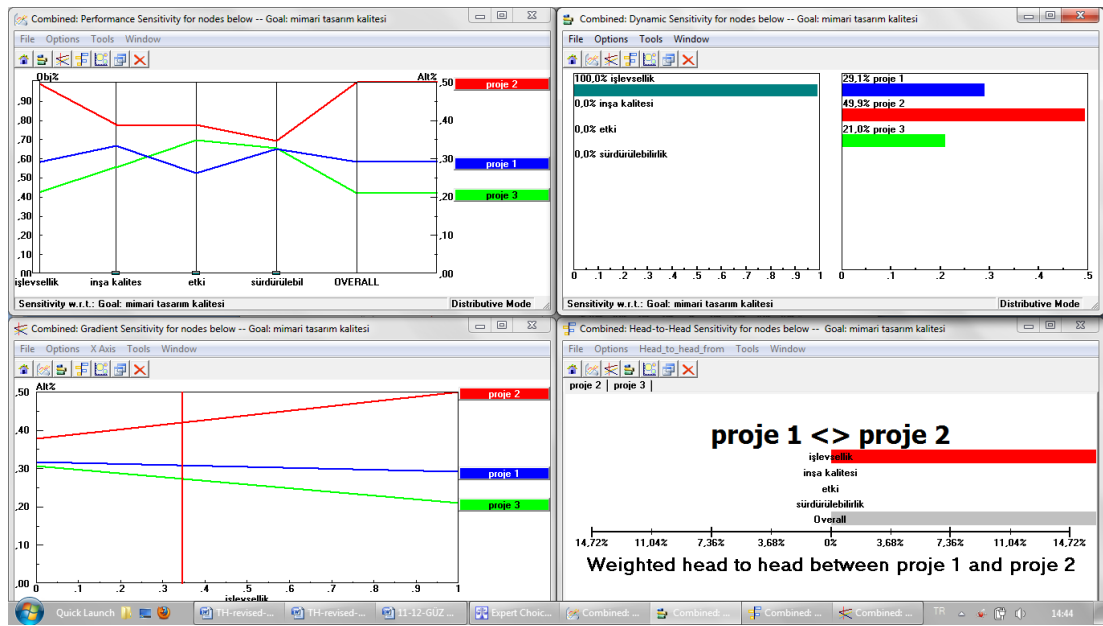 Combined: Performance Sensitivity for nodes below -- Goal: mimari tasarım kalitesi
File Options Tools Window
Obj% Alt%
,90
,80
,70
,60
,50
,40
,30
,20
,10
,00
,50
,40
,30
,20
,10
,00
proje 2
proje 1
proje 3
işlevsellik inşa kalites etki sürdürülebil OVERALL
Sensitivity w.r.t.: Goal: mimari tasarım kalitesi Distributive Mode
Combined: Dynamic Sensitivity for nodes below -- Goal: mimari tasarım kalitesi
File Options Tools Window
100,0% işlevsellik
0,0% inşa kalitesi
0,0% etki
0,0% sürdürülebilirlik
0 .1 .2 .3 .4 .5 .6 .7 .8 .9 1
29,1% proje 1
49,9% proje 2
21,0% proje 3
0 .1 .2 .3 .4 .5
Sensitivity w.r.t.: Goal: mimari tasarım kalitesi Distributive Mode
Combined: Gradient Sensitivity for nodes below -- Goal: mimari tasarım kalitesi
File Options X Axis Tools Window
Alt%
,50
,40
,30
,20
,10
,00
proje 2
proje 1
proje 3
0 .1 .2 .3 .4 .5 .6 .7 .8 .9 1
işlevsellik
Combined: Head-to-Head Sensitivity for nodes below -- Goal: mimari tasarım kalitesi
File Options Head_to_head_from Tools Window
proje 2 | proje 3 |
proje 1 <> proje 2
işlevsellik
inşa kalitesi
etki
sürdürülebilirlik
Overall
14,72% 11,04% 7,36% 3,68% 0% 3,68% 7,36% 11,04% 14,72%
Weighted head to head between proje 1 and proje 2
Quick Launch TH-revised-... TH-revised-... 11-12-GÜZ ... Expert Choic... Combined: ... Combined: ... Combined: ... Combined: ... TR 14:44